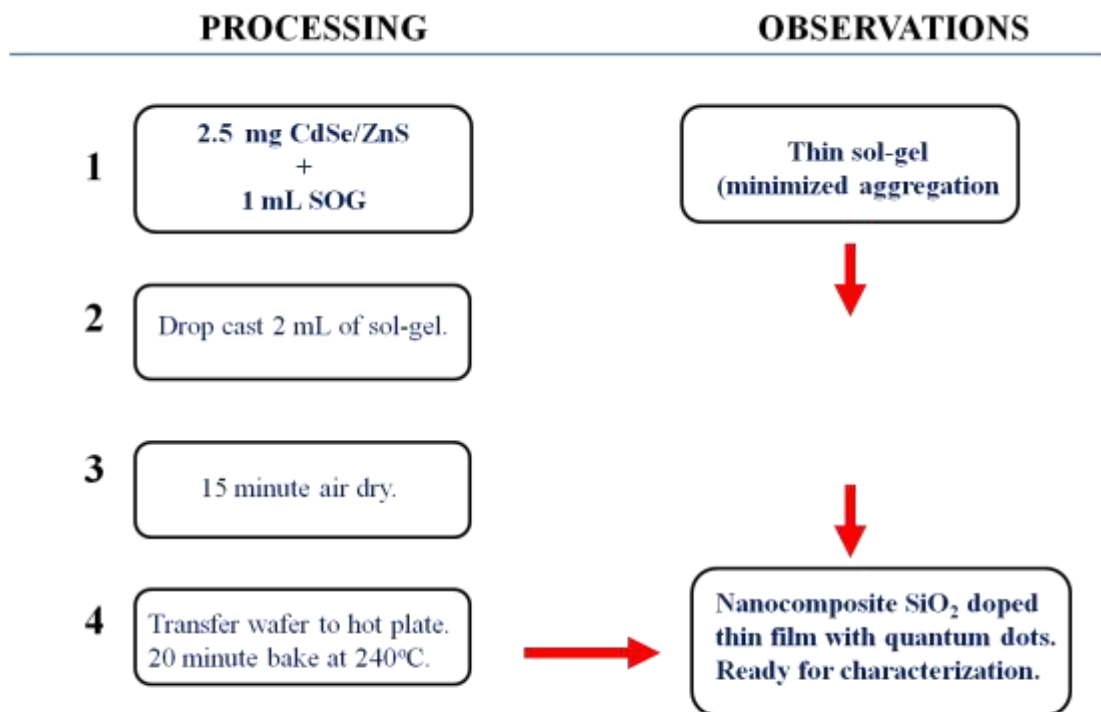 PROCESSING
OBSERVATIONS
1
2.5 mg CdSe/ZnS
+
1 mL SOG
Thin sol-gel
(minimized aggregation
2
Drop cast 2 mL of sol-gel.
3
15 minute air dry.
4
Transfer wafer to hot plate.
20 minute bake at 240°C.
Nanocomposite SiO₂ doped
thin film with quantum dots.
Ready for characterization.